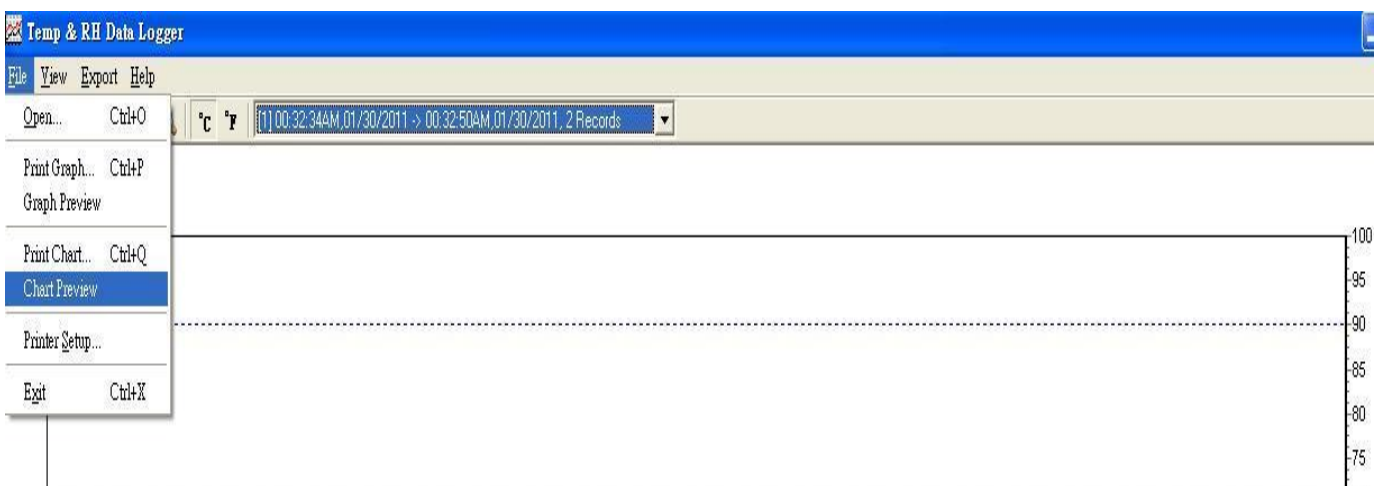 Temp & RH Data Logger
File View Export Help
Open... Ctrl+O
°C °F [1] 00:32:34AM,01/30/2011 -> 00:32:50AM,01/30/2011, 2 Records
Print Graph... Ctrl+P
Graph Preview
Print Chart... Ctrl+Q
Chart Preview
Printer Setup...
Exit Ctrl+X
100
95
90
85
80
75